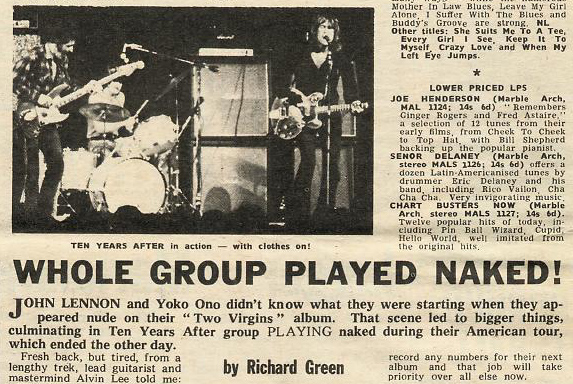 Mother In Law Blues, Leave My Girl
Alone, I Suffer With The Blues and
Buddy's Groove are strong. NL
Other titles: She Suits Me To A Tee,
Every Girl I See, Keep It To
Myself, Crazy Love and When My
Left Eye Jumps.
★
LOWER PRICED LPS
JOE HENDERSON (Marble Arch,
MAL 1124; 14s 6d) "Remembers
Ginger Rogers and Fred Astaire,"
a selection of 12 tunes from their
early films, from Cheek To Cheek
to Top Hat, with Bill Shepherd
backing up the popular pianist.
SENOR DELANEY (Marble Arch,
stereo MALS 1126; 14s 6d) offers a
dozen Latin-Americanised tunes by
drummer Eric Delaney and his
band, including Rico Vailon, Cha
Cha Cha. Very invigorating music.
CHART BUSTERS NOW (Marble
Arch, stereo MALS 1127; 14s 6d).
Twelve popular hits of today, in-
cluding Pin Ball Wizard, Cupid,
Hello World, well imitated from
the original hits.
TEN YEARS AFTER in action — with clothes on!
WHOLE GROUP PLAYED NAKED!
JOHN LENNON and Yoko Ono didn't know what they were starting when they ap-
peared nude on their "Two Virgins" album. That scene led to bigger things,
culminating in Ten Years After group PLAYING naked during their American tour,
which ended the other day.
Fresh back, but tired, from a
lengthy trek, lead guitarist and
mastermind Alvin Lee told me:
by Richard Green
record any numbers for their next
album and that job will take
priority over all else now.